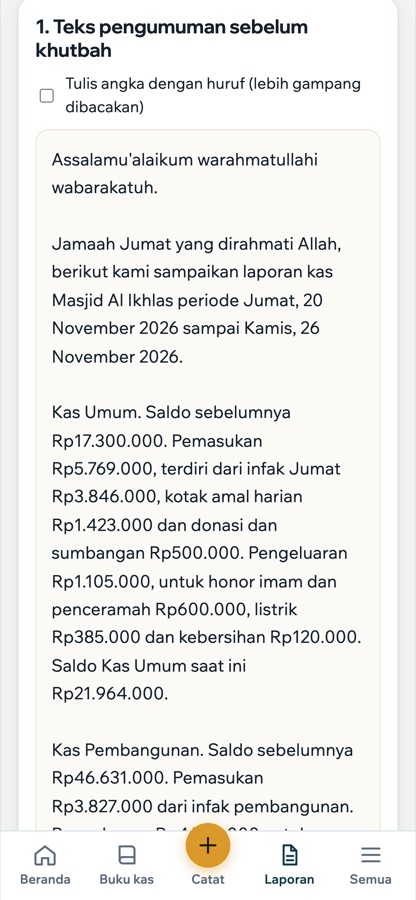 1. Teks pengumuman sebelum
khutbah
Tulis angka dengan huruf (lebih gampang
dibacakan)
Assalamu'alaikum warahmatullahi
wabarakatuh.
Jamaah Jumat yang dirahmati Allah,
berikut kami sampaikan laporan kas
Masjid Al Ikhlas periode Jumat, 20
November 2026 sampai Kamis, 26
November 2026.
Kas Umum. Saldo sebelumnya
Rp17.300.000. Pemasukan
Rp5.769.000, terdiri dari infak Jumat
Rp3.846.000, kotak amal harian
Rp1.423.000 dan donasi dan
sumbangan Rp500.000. Pengeluaran
Rp1.105.000, untuk honor imam dan
penceramah Rp600.000, listrik
Rp385.000 dan kebersihan Rp120.000.
Saldo Kas Umum saat ini
Rp21.964.000.
Kas Pembangunan. Saldo sebelumnya
Rp46.631.000. Pemasukan
Rp3.827.000 dari infak pembangunan.
Beranda
Buku kas
Catat
Laporan
Semua